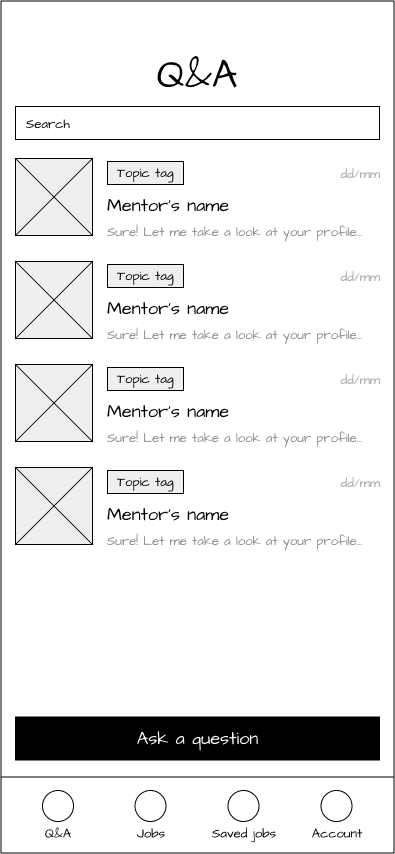 Q&A
Search
Topic tag
dd/mm
Mentor's name
Sure! Let me take a look at your profile...
Topic tag
dd/mm
Mentor's name
Sure! Let me take a look at your profile...
Topic tag
dd/mm
Mentor's name
Sure! Let me take a look at your profile...
Topic tag
dd/mm
Mentor's name
Sure! Let me take a look at your profile...
Ask a question
Q&A
Jobs
Saved jobs
Account